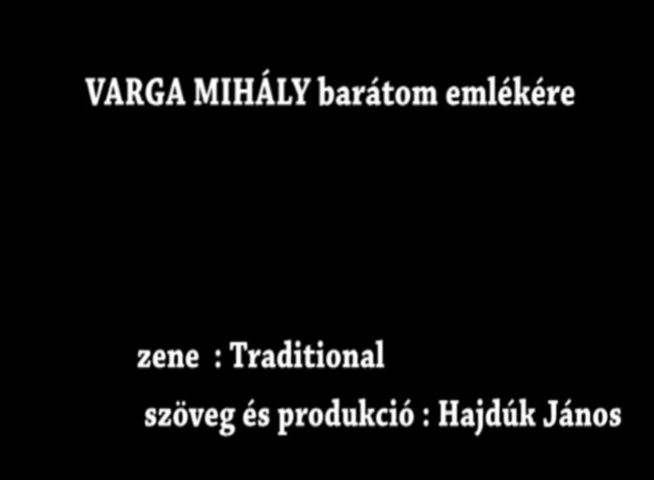 VARGA MIHÁLY barátom emlékére
zene : Traditional
szöveg és produkció : Hajdúk János